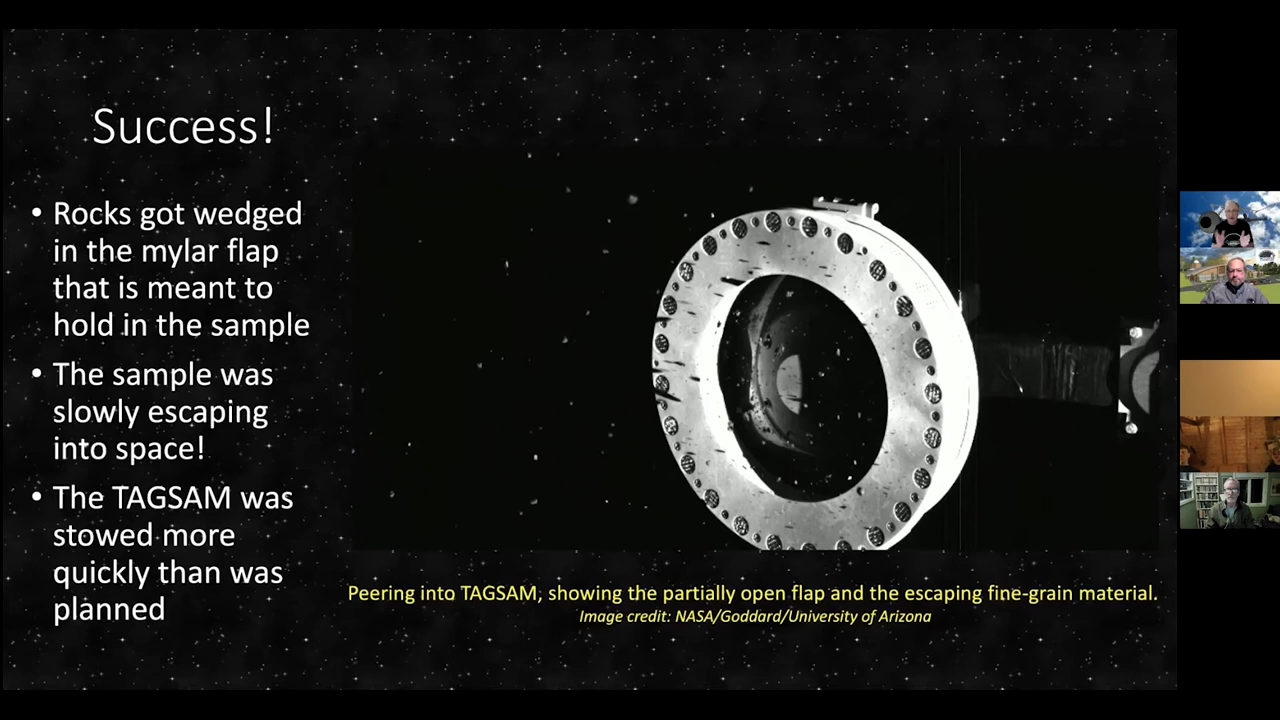 Success!
• Rocks got wedged
in the mylar flap
that is meant to
hold in the sample
• The sample was
slowly escaping
into space!
• The TAGSAM was
stowed more
quickly than was
planned
Peering into TAGSAM, showing the partially open flap and the escaping fine-grain material.
Image credit: NASA/Goddard/University of Arizona